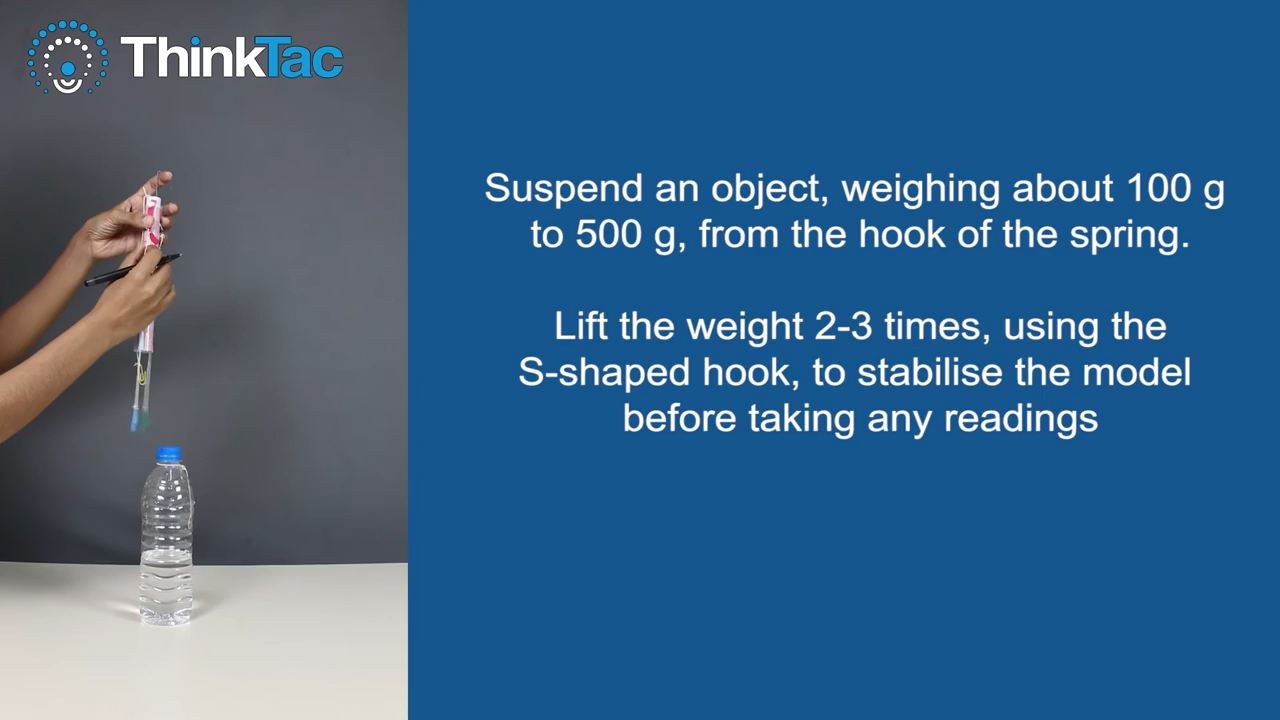 ThinkTac
Suspend an object, weighing about 100 g
to 500 g, from the hook of the spring.
Lift the weight 2-3 times, using the
S-shaped hook, to stabilise the model
before taking any readings